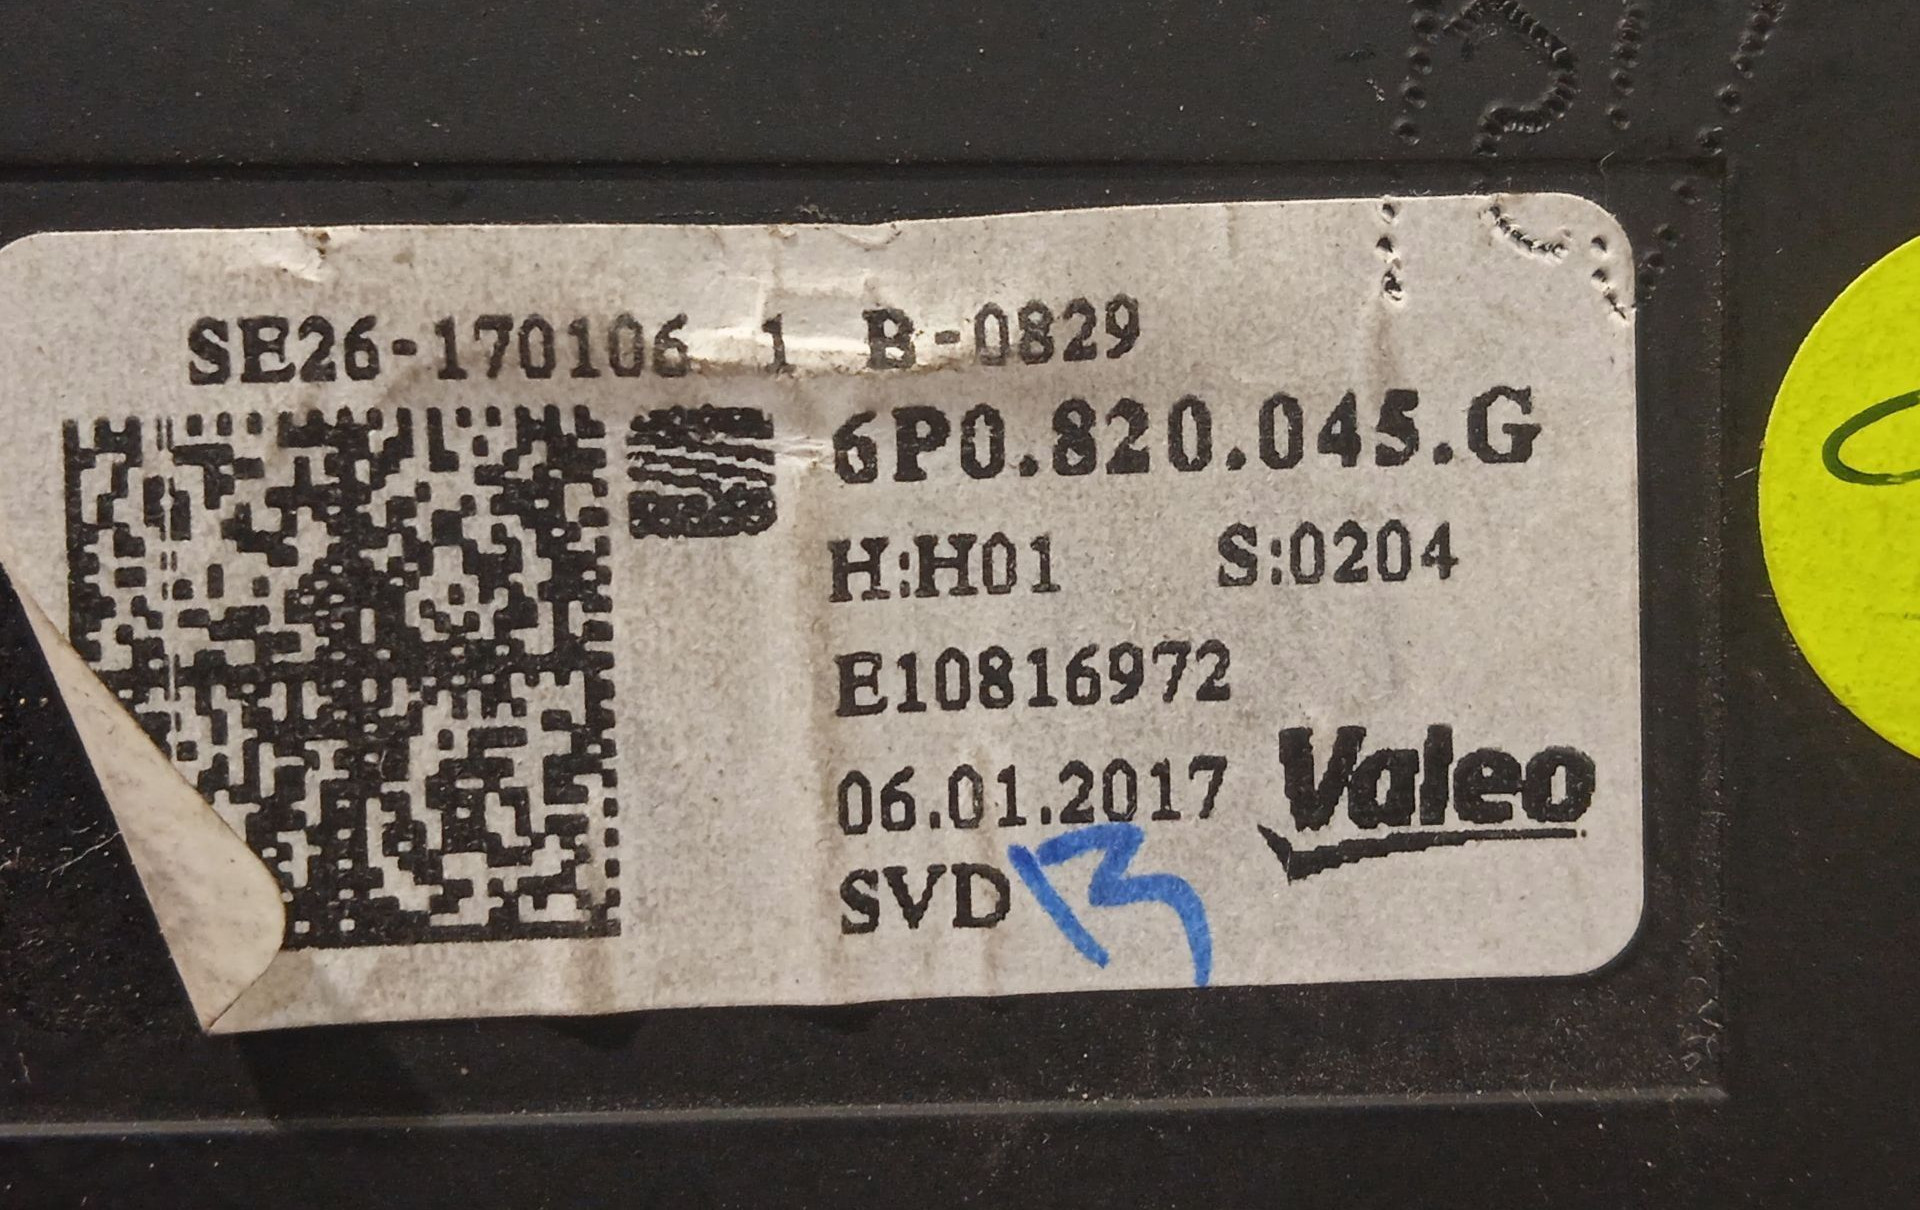 SE26-170106 1 B-0829
6P0.820.045.G
H:H01 S:0204
E10816972
06.01.2017 Valeo
SVD